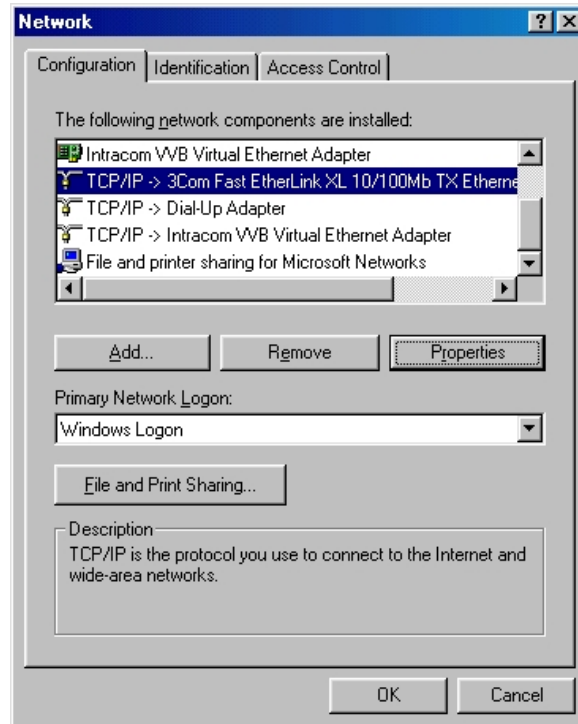 Network
Configuration Identification Access Control
The following network components are installed:
Intracom VVB Virtual Ethernet Adapter
TCP/IP -> 3Com Fast EtherLink XL 10/100Mb TX Etherne
TCP/IP -> Dial-Up Adapter
TCP/IP -> Intracom VVB Virtual Ethernet Adapter
File and printer sharing for Microsoft Networks
Add... Remove Properties
Primary Network Logon:
Windows Logon
File and Print Sharing...
Description
TCP/IP is the protocol you use to connect to the Internet and
wide-area networks.
OK Cancel